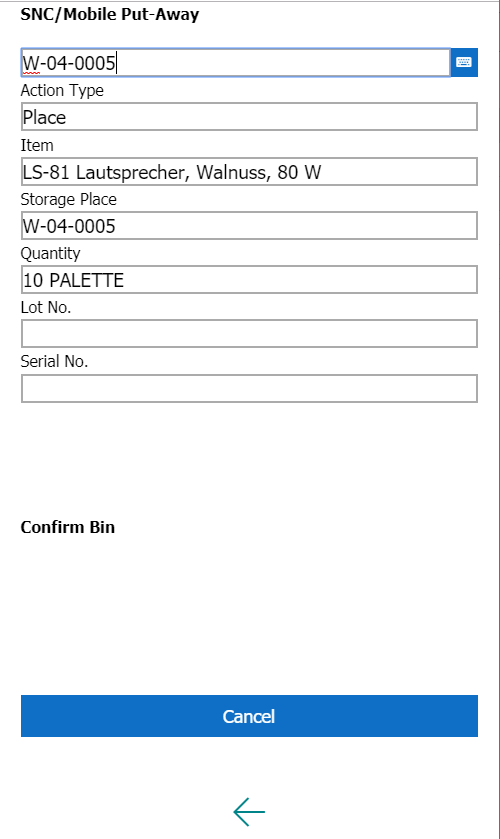 SNC/Mobile Put-Away
W-04-0005
Action Type
Place
Item
LS-81 Lautsprecher, Walnuss, 80 W
Storage Place
W-04-0005
Quantity
10 PALETTE
Lot No.
Serial No.
Confirm Bin
Cancel